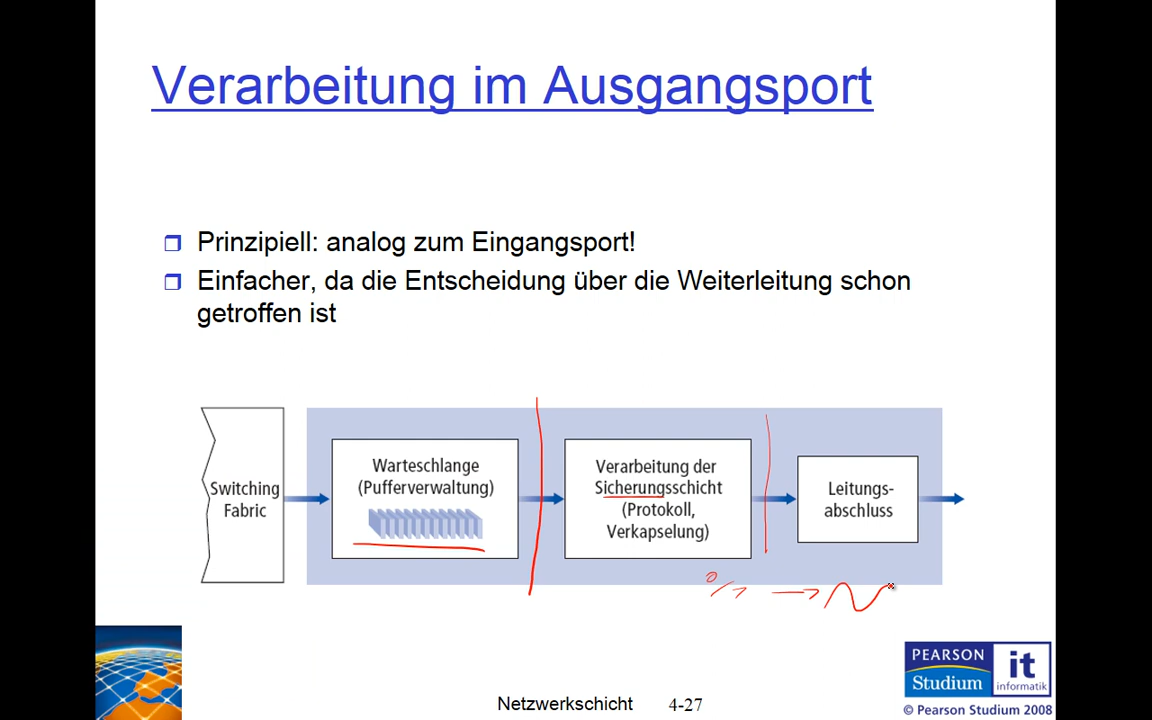 Verarbeitung im Ausgangsport
Prinzipiell: analog zum Eingangsport!
Einfacher, da die Entscheidung über die Weiterleitung schon
getroffen ist
Switching
Fabric
Warteschlange
(Pufferverwaltung)
Verarbeitung der
Sicherungsschicht
(Protokoll,
Verkapselung)
Leitungs-
abschluss
0/1
Netzwerkschicht 4-27
PEARSON
Studium
it
informatik
© Pearson Studium 2008